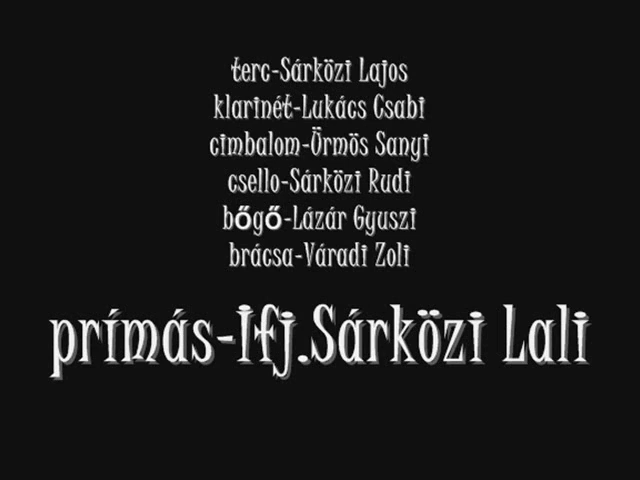 terc-Sárközi Lajos
klarinét-Lukács Csabi
cimbalom-Örmös Sanyi
csello-Sárközi Rudi
bőgő-Lázár Gyuszi
brácsa-Váradi Zoli
prímás-Ifj.Sárközi Lali